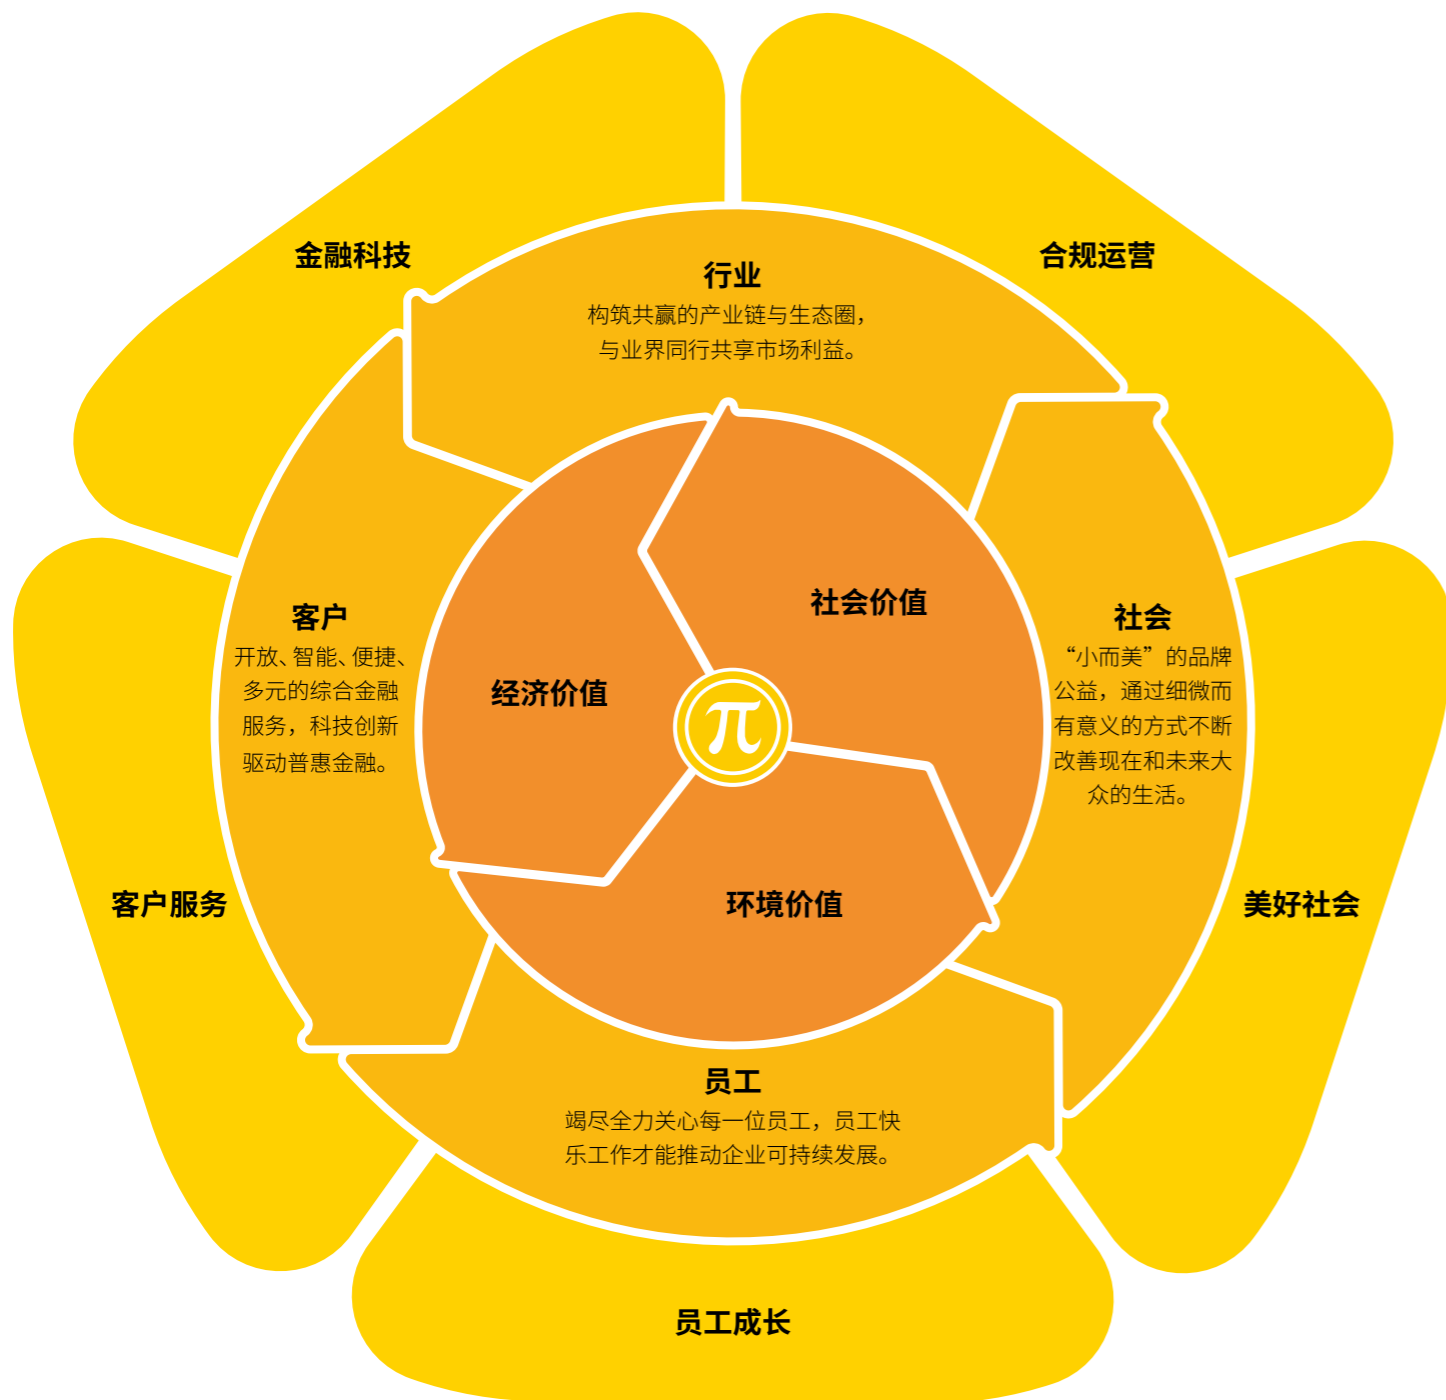 金融科技
合规运营
行业
构筑共赢的产业链与生态圈，
与业界同行共享市场利益。
客户
开放、智能、便捷、
多元的综合金融
服务，科技创新
驱动普惠金融。
经济价值
社会价值
π
社会
“小而美”的品牌
公益，通过细微而
有意义的方式不断
改善现在和未来大
众的生活。
客户服务
环境价值
美好社会
员工
竭尽全力关心每一位员工，员工快
乐工作才能推动企业可持续发展。
员工成长